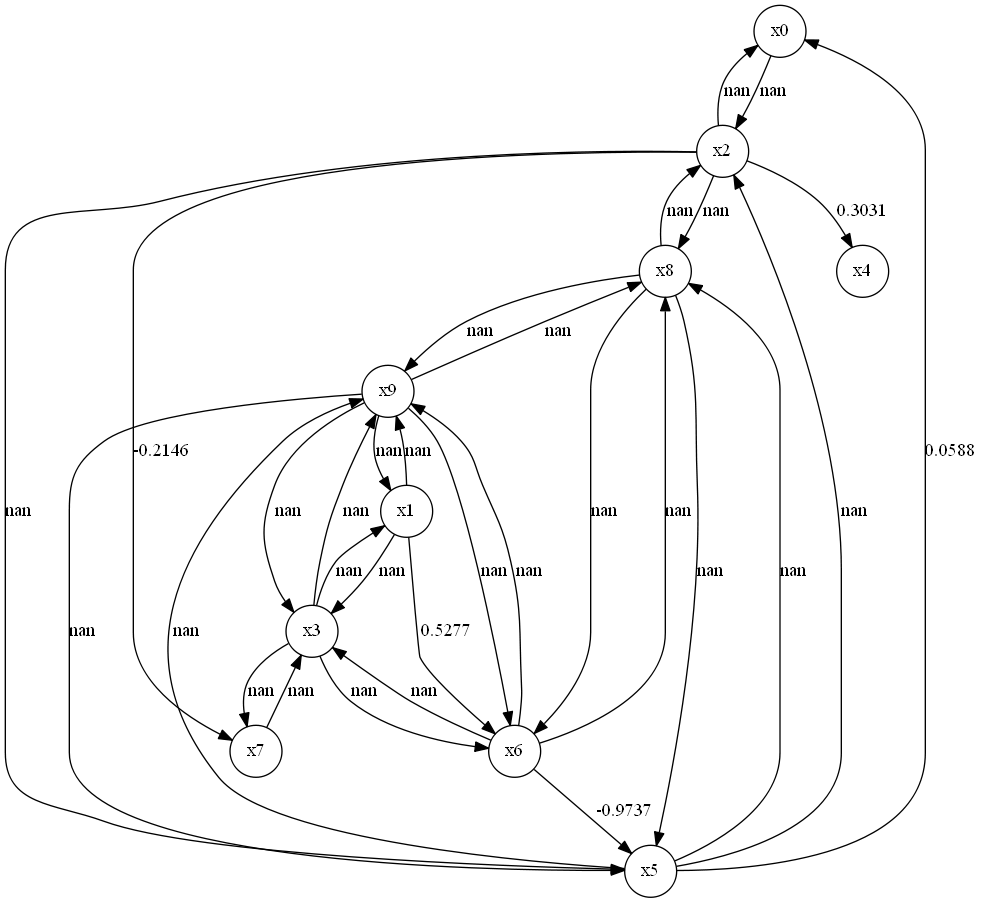 x0
nan nan
x2
nan nan 0.3031
x8 x4
nan nan
x9
-0.2146 nan nan 0.0588
nan nan nan x1 nan nan nan
nan nan nan nan nan nan
nan nan x3 0.5277
nan nan nan nan
x7 x6
-0.9737
x5